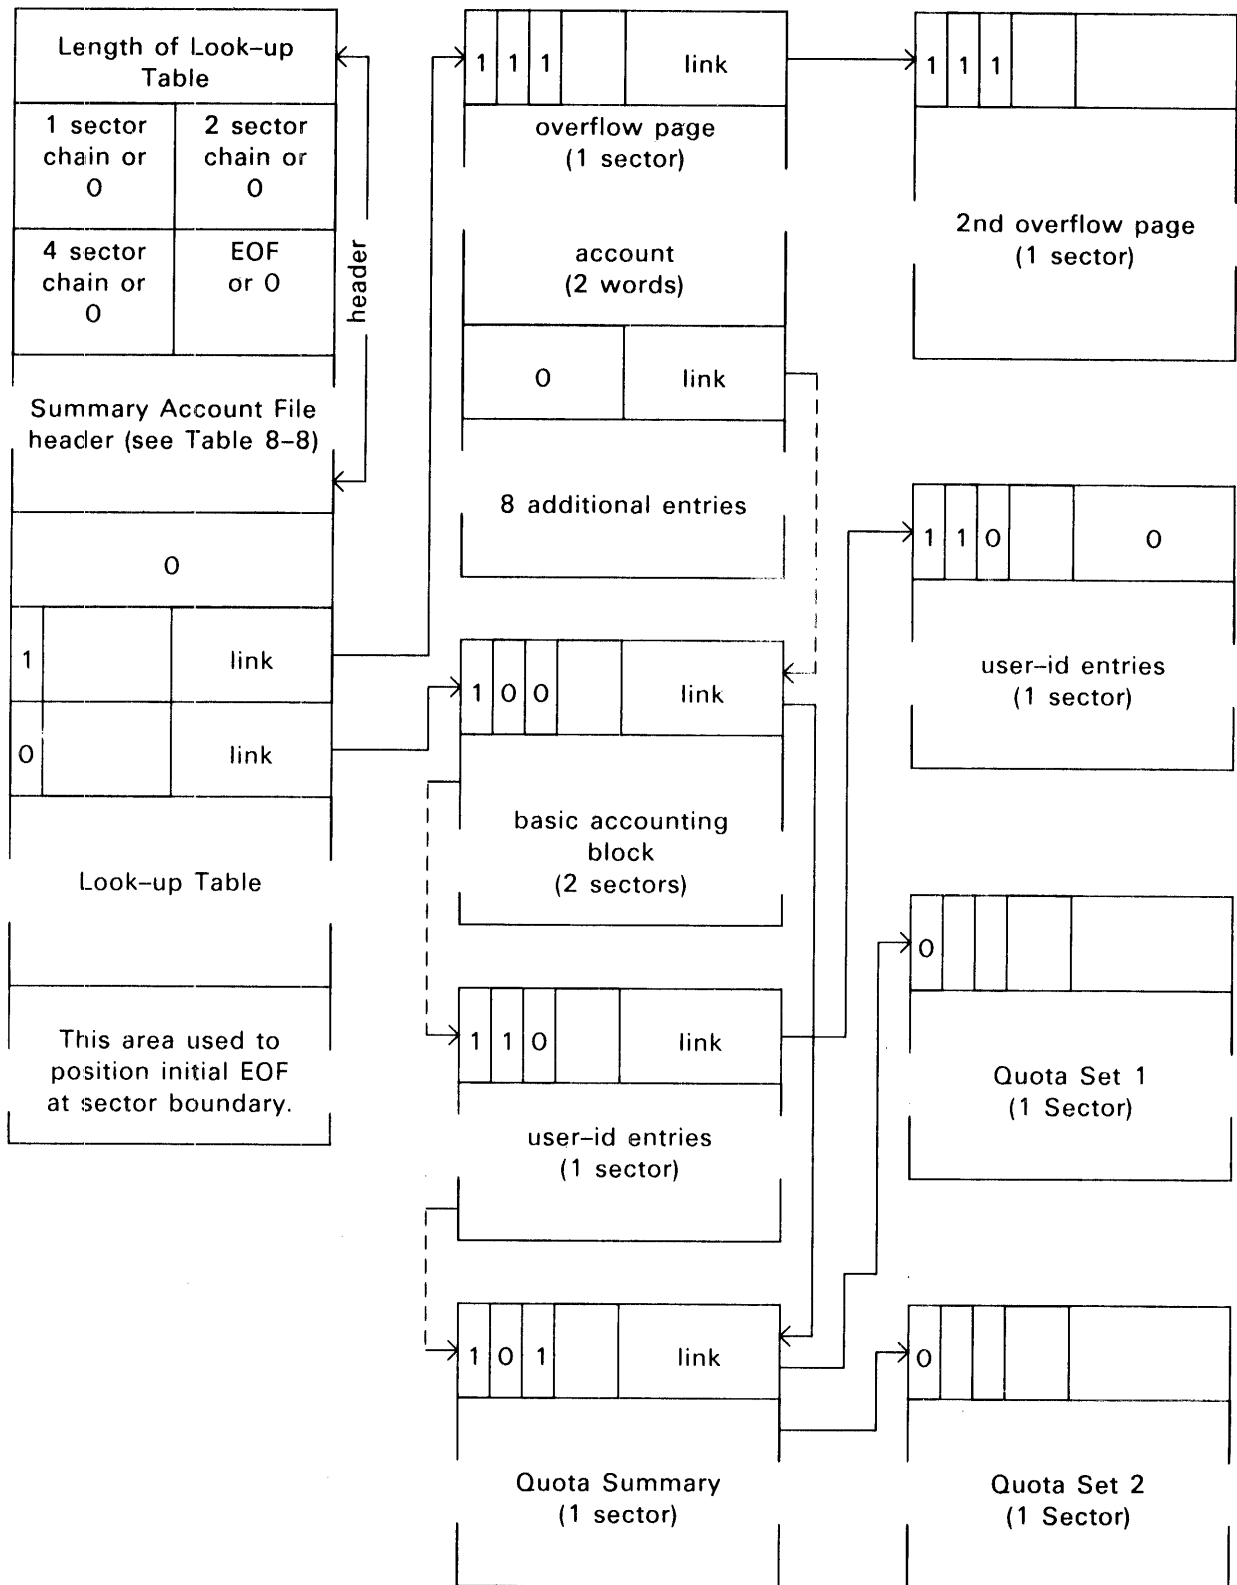 Length of Look-up
Table
1 sector
chain or
0
2 sector
chain or
0
4 sector
chain or
0
EOF
or 0
header
Summary Account File
header (see Table 8-8)
0
1 link
0 link
Look-up Table
This area used to
position initial EOF
at sector boundary.
1 1 1 link
overflow page
(1 sector)
account
(2 words)
0 link
8 additional entries
1 0 0 link
basic accounting
block
(2 sectors)
1 1 0 link
user-id entries
(1 sector)
1 0 1 link
Quota Summary
(1 sector)
1 1 1
2nd overflow page
(1 sector)
1 1 0 0
user-id entries
(1 sector)
0
Quota Set 1
(1 Sector)
0
Quota Set 2
(1 Sector)